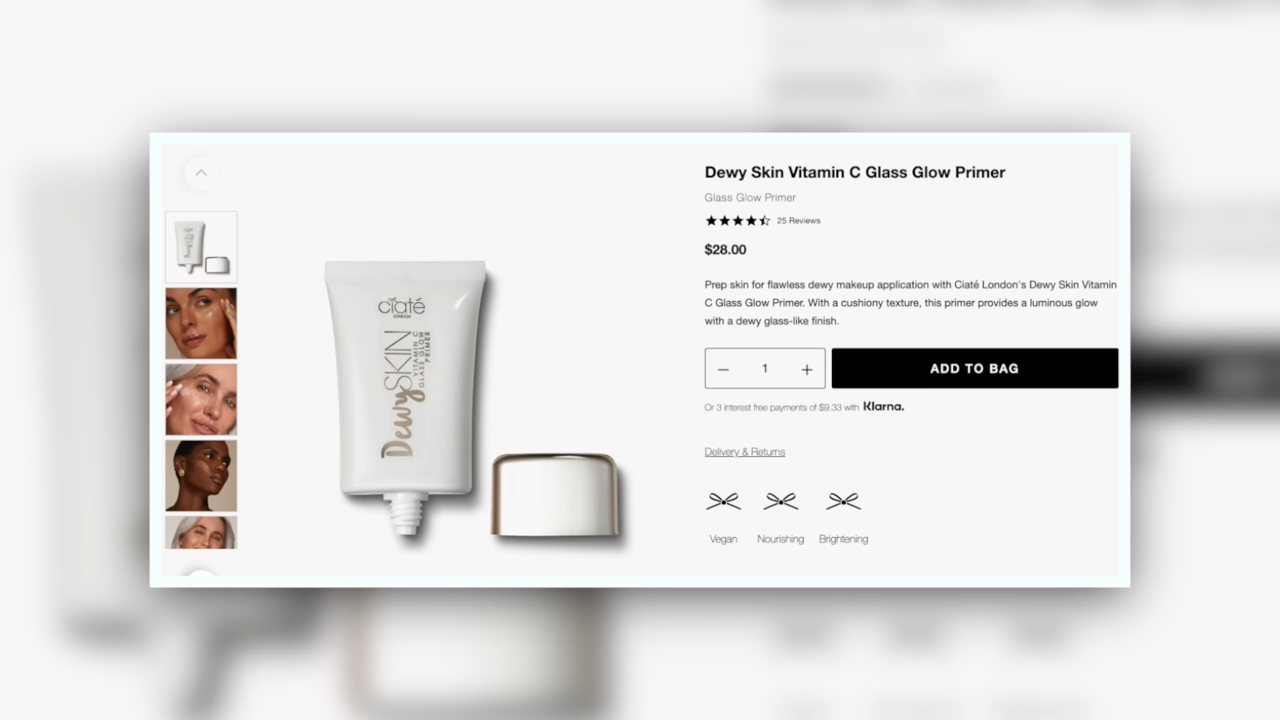 Dewy Skin Vitamin C Glass Glow Primer
Glass Glow Primer
25 Reviews
$28.00
Prep skin for flawless dewy makeup application with Ciaté London's Dewy Skin Vitamin
C Glass Glow Primer. With a cushiony texture, this primer provides a luminous glow
with a dewy glass-like finish.
1
ADD TO BAG
Or 3 interest free payments of $9.33 with Klarna.
Delivery & Returns
Vegan
Nourishing
Brightening
ciaté
LONDON
DewySKIN
VITAMIN C
GLASS GLOW
PRIMER